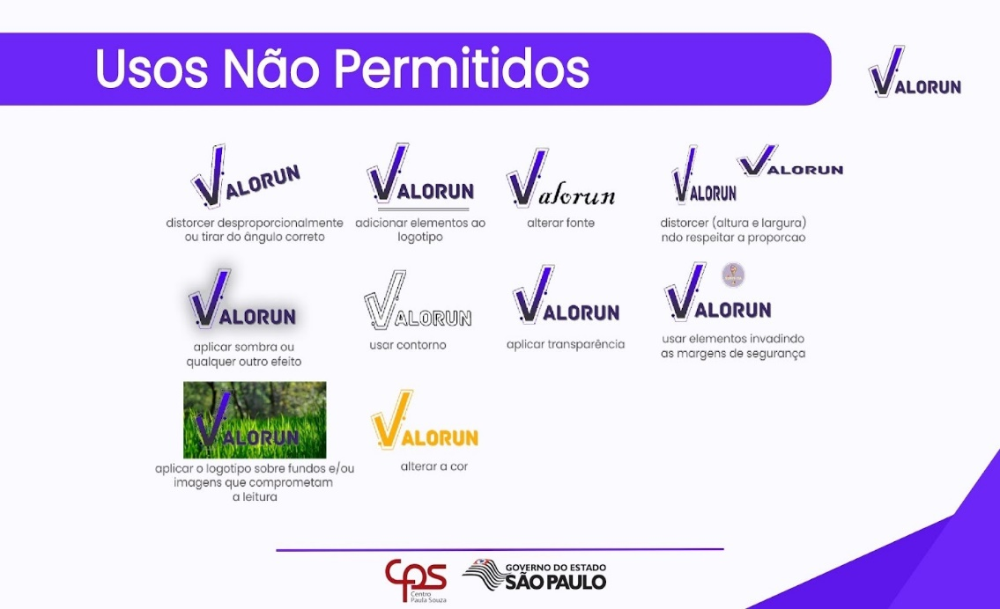 Usos Não Permitidos
VALORUN
VALORUN
distorcer desproporcionalmente
ou tirar do ângulo correto
VALORUN
adicionar elementos ao
logotipo
Valorun
alterar fonte
VALORUN
VALORUN
distorcer (altura e largura)
ndo respeitar a proporcao
VALORUN
aplicar sombra ou
qualquer outro efeito
VALORUN
usar contorno
VALORUN
aplicar transparência
VALORUN
usar elementos invadindo
as margens de segurança
VALORUN
aplicar o logotipo sobre fundos e/ou
imagens que comprometam
a leitura
VALORUN
alterar a cor
cps
Centro
Paula Souza
GOVERNO DO ESTADO
SÃO PAULO